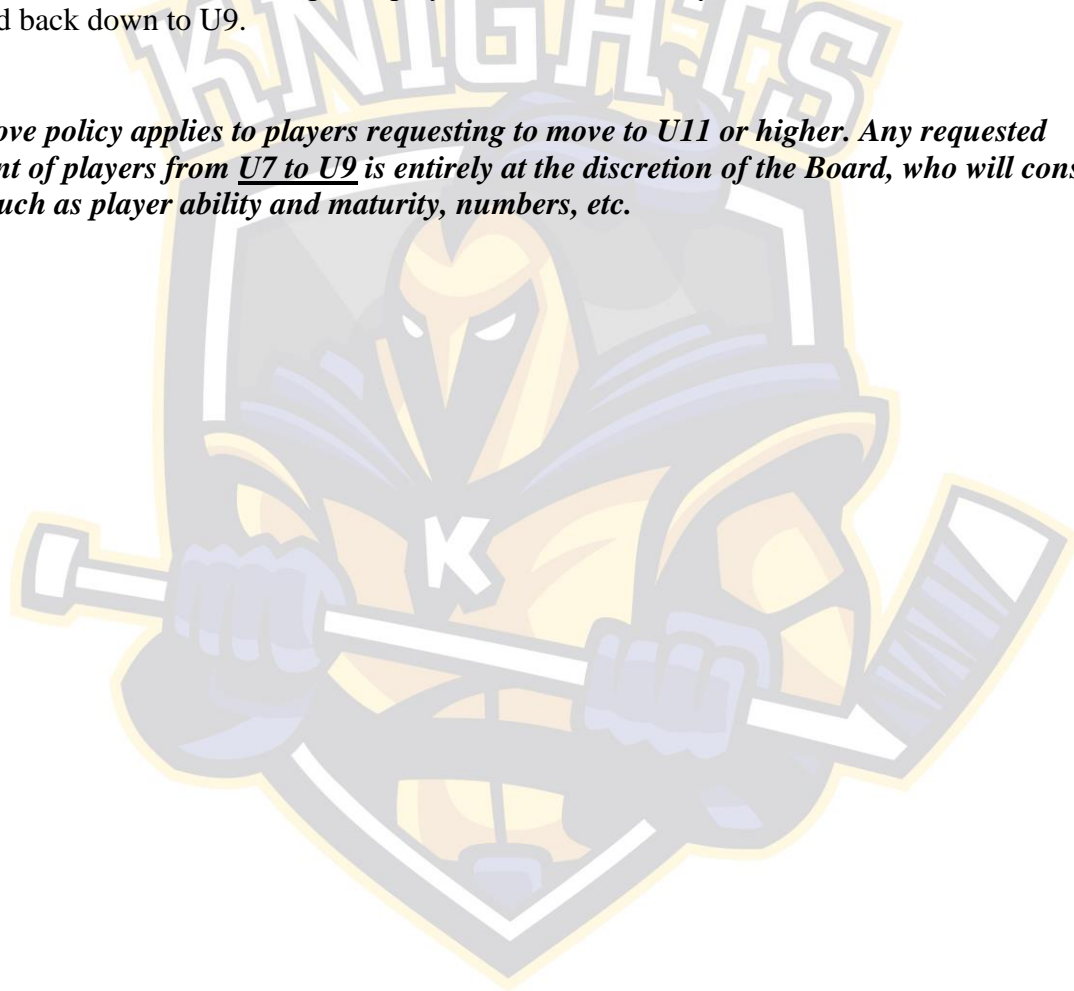 d back down to U9.
KNIGHTS
ove policy applies to players requesting to move to U11 or higher. Any requested
nt of players from U7 to U9 is entirely at the discretion of the Board, who will cons
uch as player ability and maturity, numbers, etc.
K